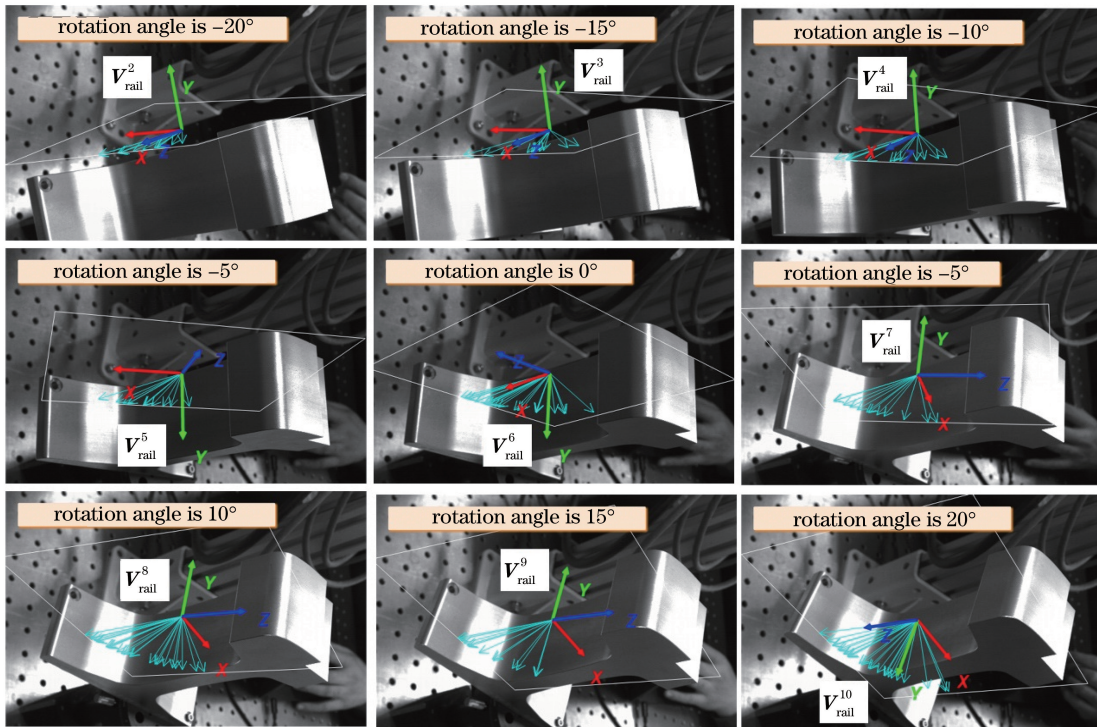 rotation angle is −20°
V²rail
Y
X
Z
rotation angle is −15°
V³rail
Y
X
Z
rotation angle is −10°
V⁴rail
Y
X
Z
rotation angle is −5°
Z
X
V⁵rail
Y
rotation angle is 0°
Z
X
V⁶rail
Y
rotation angle is −5°
V⁷rail
Y
Z
X
rotation angle is 10°
V⁸rail
Y
Z
X
rotation angle is 15°
V⁹rail
Y
Z
X
rotation angle is 20°
Z
X
Y
V¹⁰rail